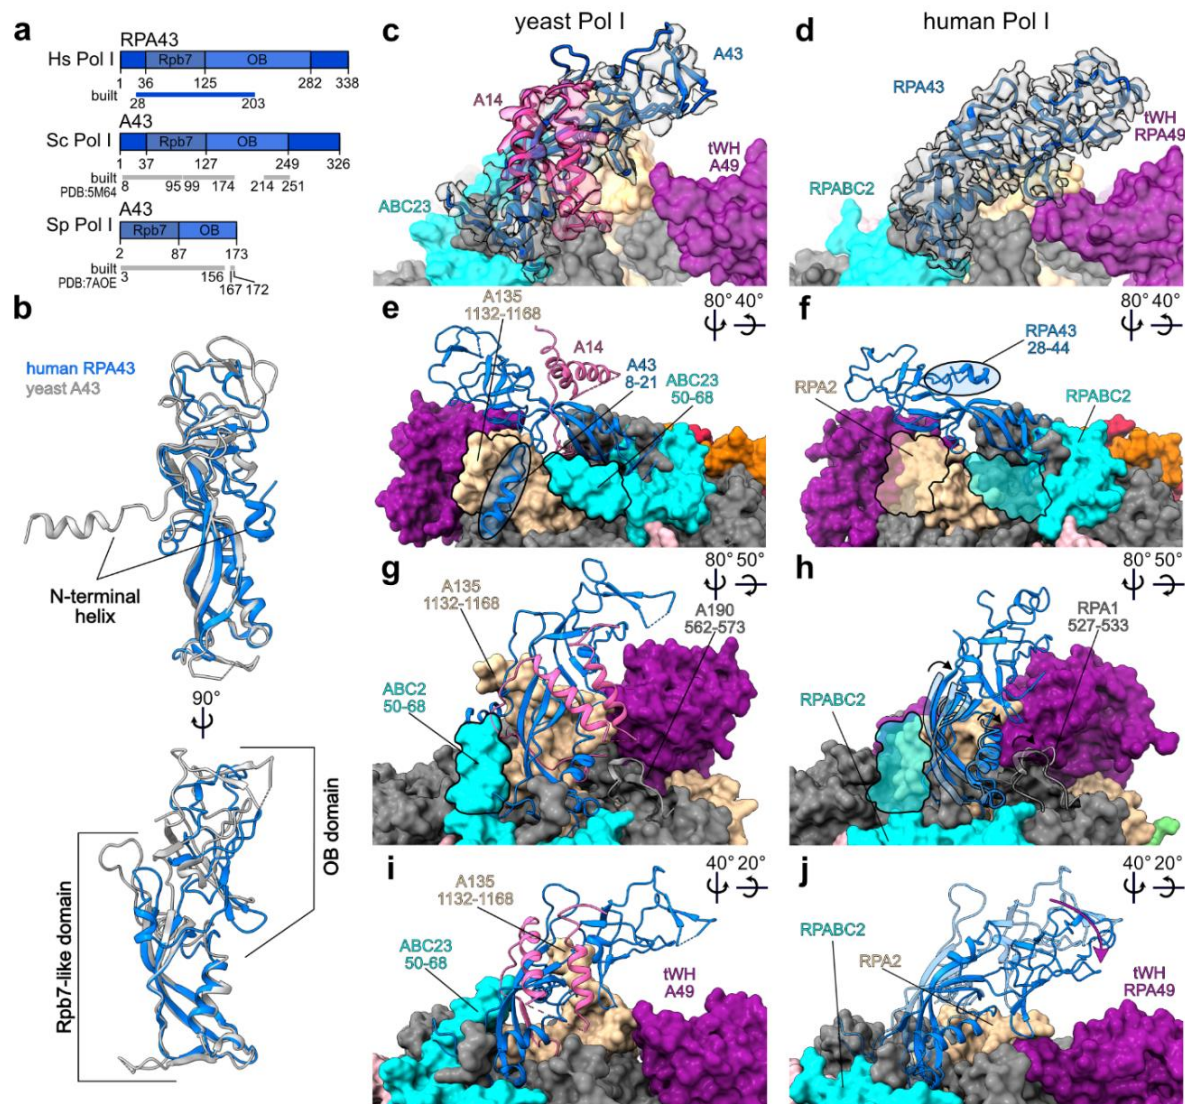 yeast Pol I
human Pol I
a
RPA43
Hs Pol I
Rpb7
OB
1
36
125
282
338
built
28
203
A43
Sc Pol I
Rpb7
OB
1
37
127
249
326
built
PDB:5M64
8
95
99
174
214
251
A43
Sp Pol I
Rpb7
OB
2
87
173
built
PDB:7AOE
3
156
167
172
b
human RPA43
yeast A43
N-terminal
helix
90°
OB domain
Rpb7-like domain
c
A43
A14
tWH
A49
ABC23
d
RPA43
tWH
RPA49
RPABC2
e
A135
1132-1168
80° 40°
A14
A43
8-21
ABC23
50-68
f
80° 40°
RPA43
28-44
RPA2
RPABC2
g
80° 50°
A135
1132-1168
A190
562-573
ABC2
50-68
h
80° 50°
RPA1
527-533
RPABC2
i
40° 20°
A135
1132-1168
ABC23
50-68
tWH
A49
j
40° 20°
RPABC2
RPA2
tWH
RPA49